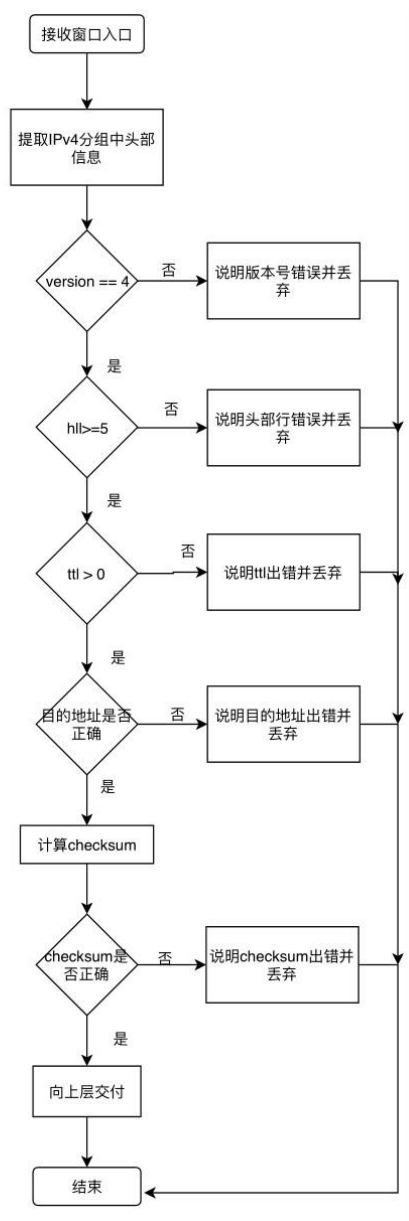 接收窗口入口
提取IPv4分组中头部
信息
version == 4
否
说明版本号错误并丢
弃
是
hll>=5
否
说明头部行错误并丢
弃
是
ttl > 0
否
说明ttl出错并丢弃
是
目的地址是否
正确
否
说明目的地址出错并
丢弃
是
计算checksum
checksum是
否正确
否
说明checksum出错并
丢弃
是
向上层交付
结束